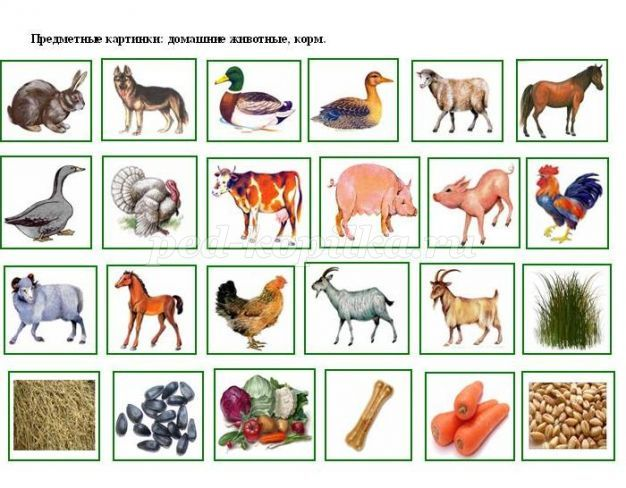 Предметные картинки: домашние животные, корм.
ped-kopilka.ru